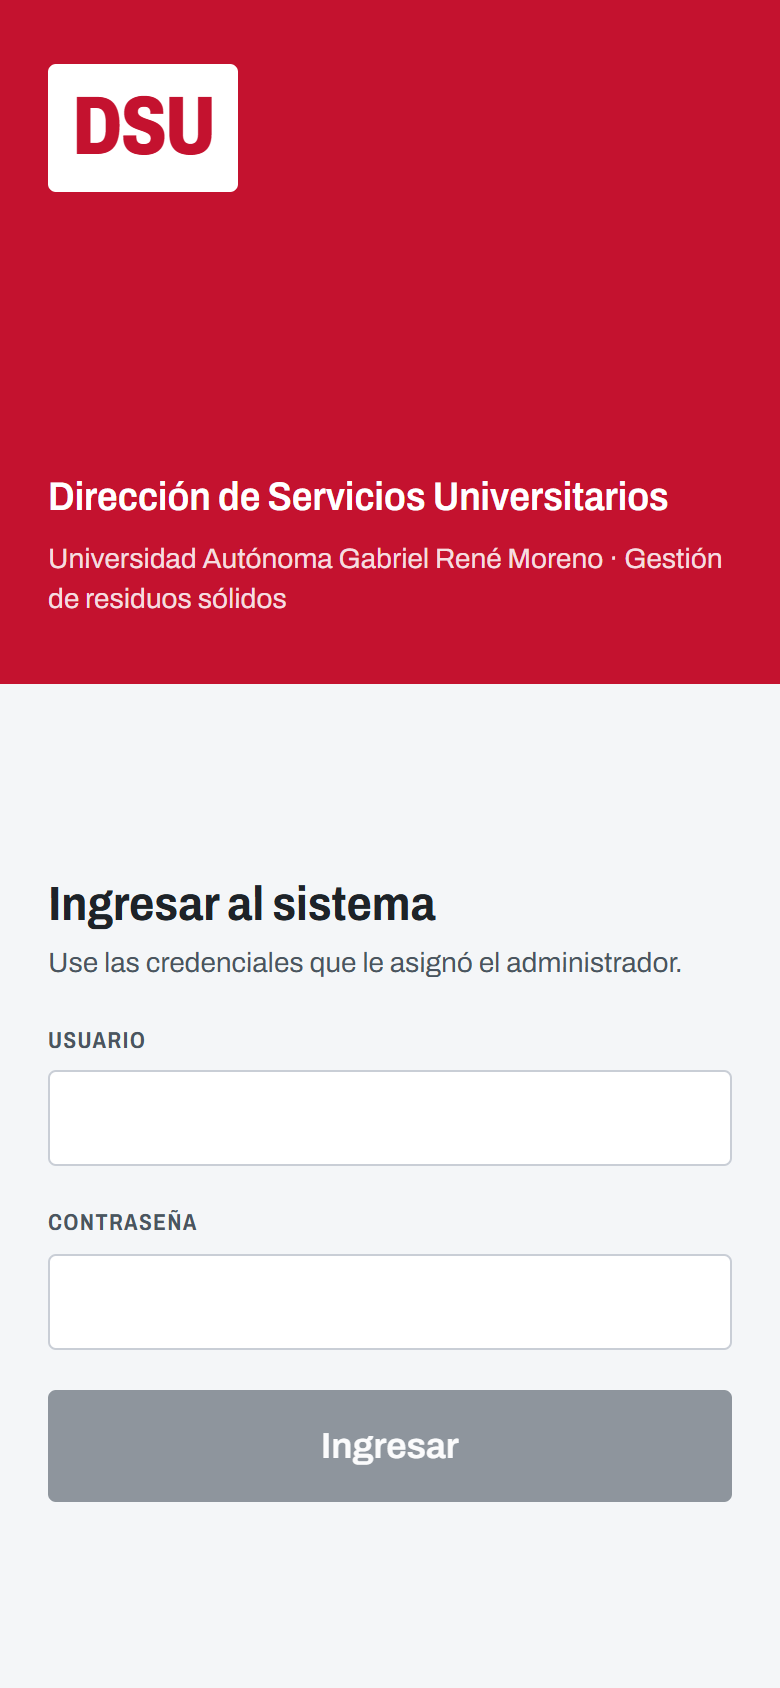 DSU
Dirección de Servicios Universitarios
Universidad Autónoma Gabriel René Moreno · Gestión
de residuos sólidos
Ingresar al sistema
Use las credenciales que le asignó el administrador.
USUARIO
CONTRASEÑA
Ingresar